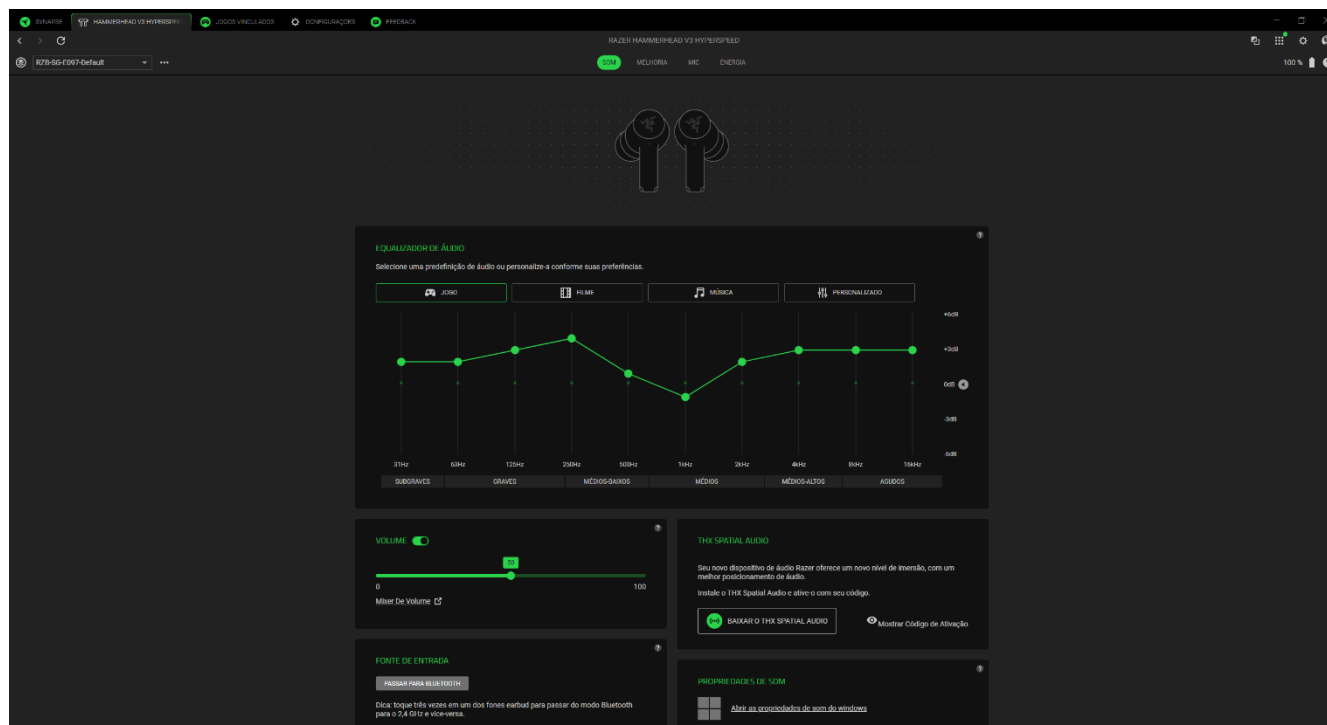 SYNAPSE
HAMMERHEAD V3 HYPERSPEED
JOGOS VINCULADOS
CONFIGURAÇÕES
FEEDBACK
RAZER HAMMERHEAD V3 HYPERSPEED
RZB-SG-E097-Default
SOM MELHORIA MIC ENERGIA
100 %
EQUALIZADOR DE ÁUDIO
Selecione uma predefinição de áudio ou personalize-a conforme suas preferências.
JOGO FILME MÚSICA PERSONALIZADO
+6dB
+3dB
0dB
-3dB
-6dB
31Hz 63Hz 125Hz 250Hz 500Hz 1kHz 2kHz 4kHz 8kHz 16kHz
SUBGRAVES GRAVES MÉDIOS-BAIXOS MÉDIOS MÉDIOS-ALTOS AGUDOS
VOLUME
50
0 100
Mixer De Volume
THX SPATIAL AUDIO
Seu novo dispositivo de áudio Razer oferece um novo nível de imersão, com um
melhor posicionamento de áudio.
Instale o THX Spatial Audio e ative-o com seu código.
BAIXAR O THX SPATIAL AUDIO
Mostrar Código de Ativação
FONTE DE ENTRADA
PASSAR PARA BLUETOOTH
Dica: toque três vezes em um dos fones earbud para passar do modo Bluetooth
para o 2,4 GHz e vice-versa.
PROPRIEDADES DE SOM
Abrir as propriedades de som do windows